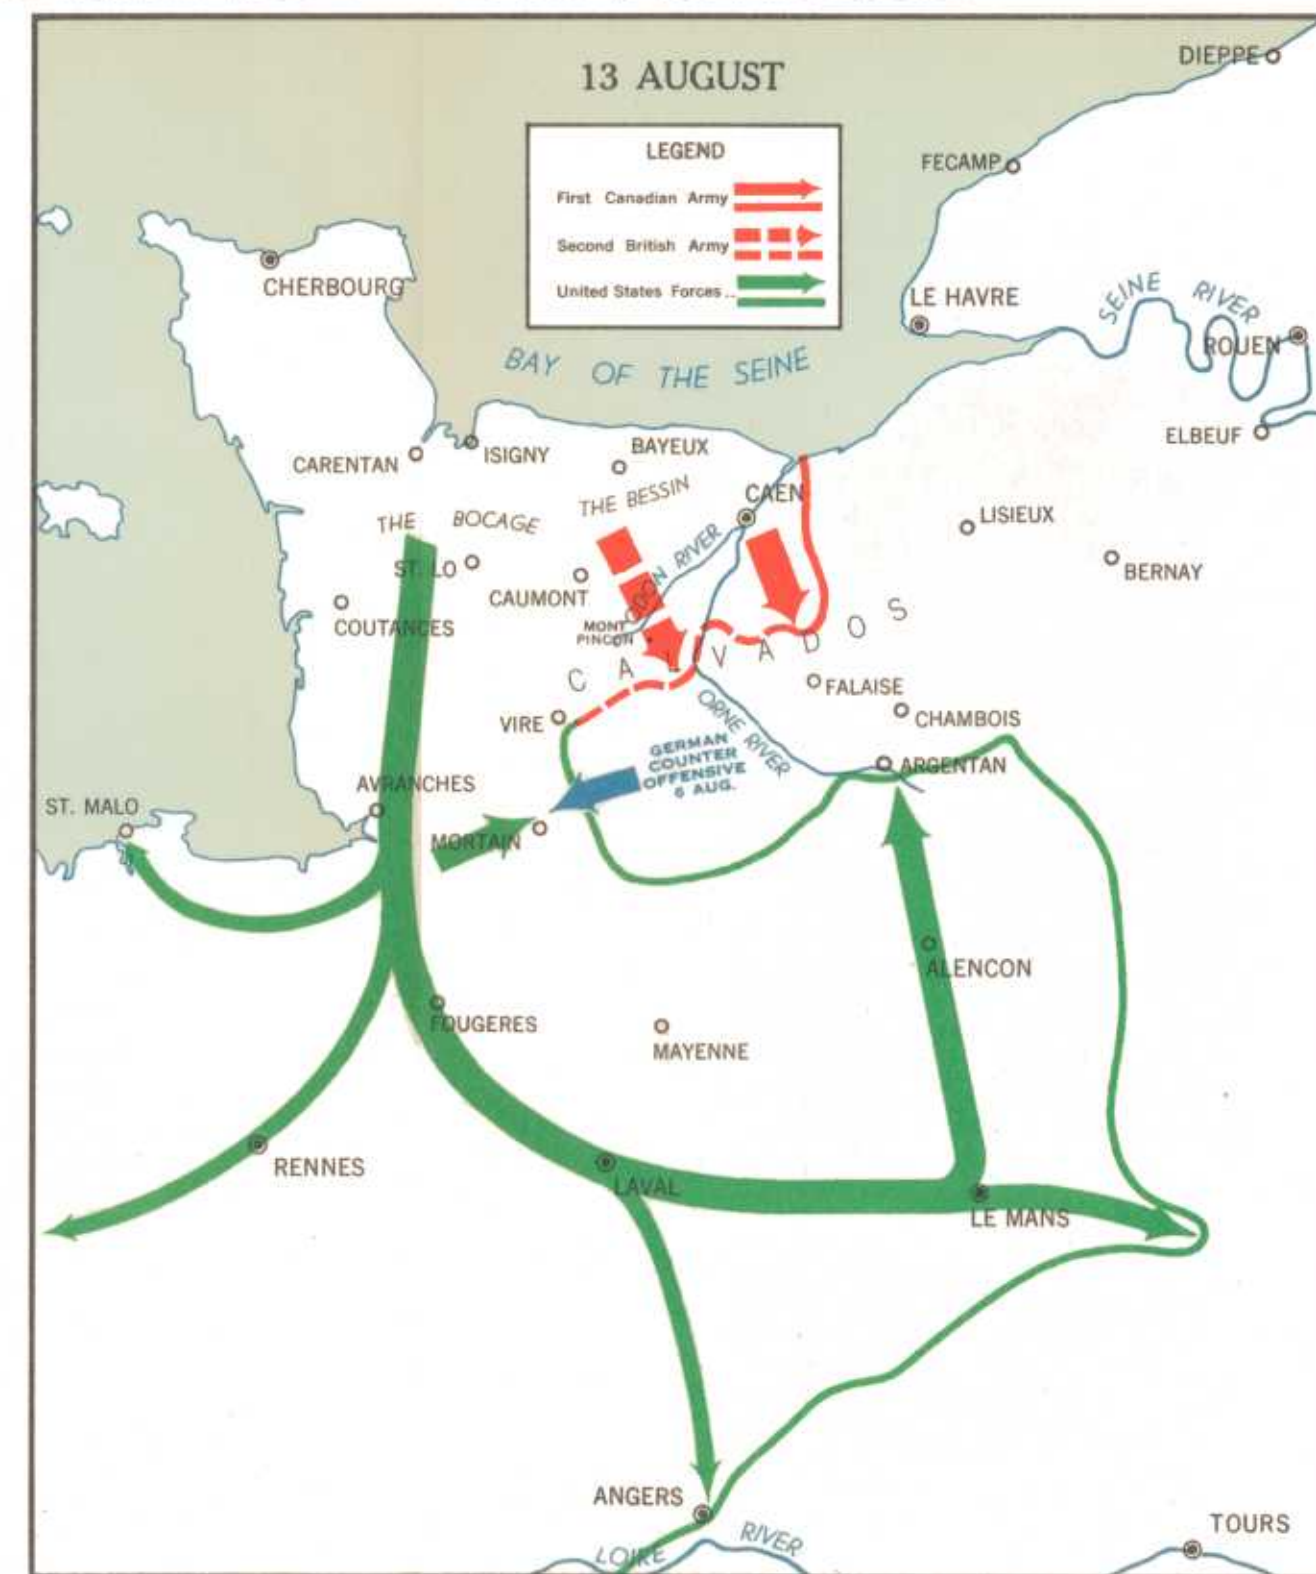 13 AUGUST
DIEPPE
LEGEND
First Canadian Army
Second British Army
United States Forces..
FECAMP
CHERBOURG
LE HAVRE
SEINE RIVER
ROUEN
BAY OF THE SEINE
ELBEUF
CARENTAN
ISIGNY
BAYEUX
THE BESSIN
CAEN
LISIEUX
THE BOCAGE
ST. LO
CAUMONT
ODON RIVER
BERNAY
COUTANCES
MONT
PINCON
CALVADOS
FALAISE
VIRE
CHAMBOIS
ORNE RIVER
GERMAN
COUNTER
OFFENSIVE
6 AUG.
ARGENTAN
AVRANCHES
ST. MALO
MORTAIN
ALENCON
FOUGERES
MAYENNE
RENNES
LAVAL
LE MANS
ANGERS
LOIRE RIVER
TOURS